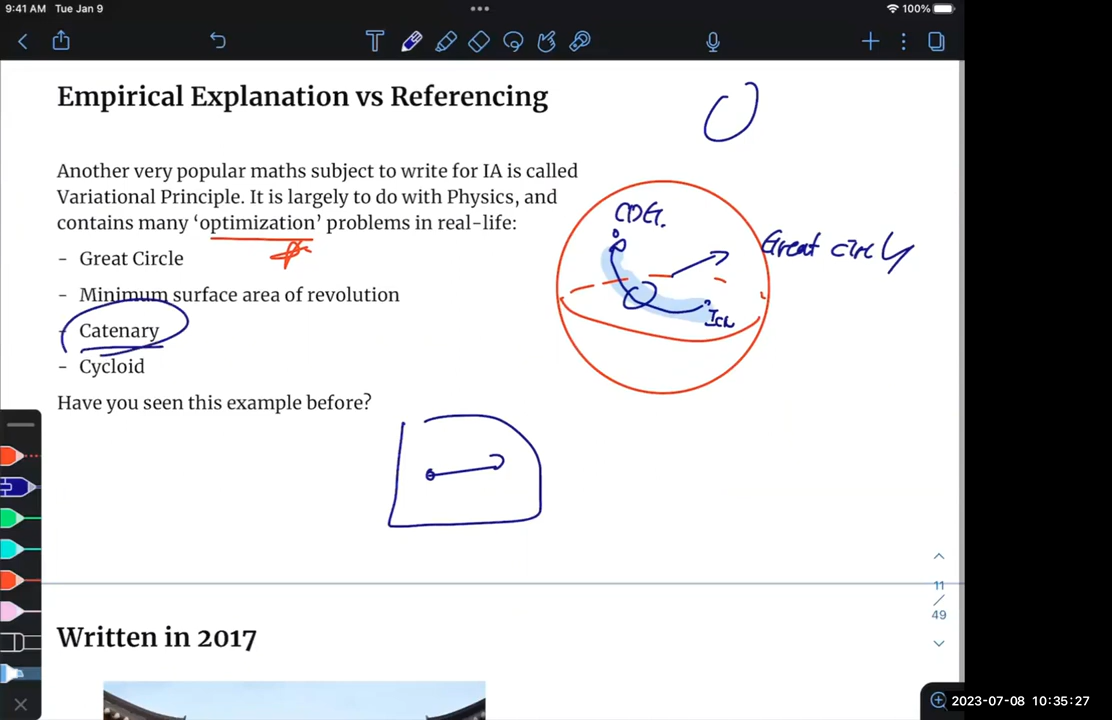 9:41 AM Tue Jan 9
100%
Empirical Explanation vs Referencing
Another very popular maths subject to write for IA is called
Variational Principle. It is largely to do with Physics, and
contains many ‘optimization’ problems in real-life:
- Great Circle
- Minimum surface area of revolution
- Catenary
- Cycloid
Have you seen this example before?
CDG.
Great circle
ICN
11
/
49
Written in 2017
2023-07-08 10:35:27